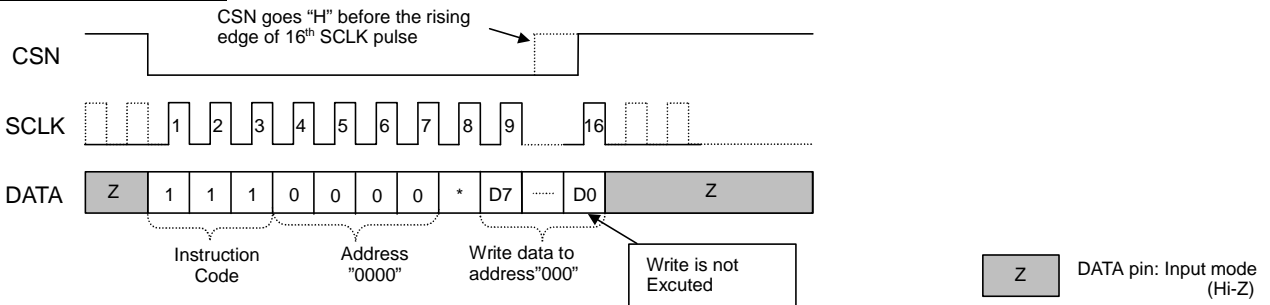 CSN goes “H” before the rising
edge of 16th SCLK pulse
CSN
SCLK
1 2 3 4 5 6 7 8 9 16
DATA
Z 1 1 1 0 0 0 0 * D7 ...... D0 Z
Instruction
Code
Address
"0000"
Write data to
address"000"
Write is not
Excuted
Z
DATA pin: Input mode
(Hi-Z)